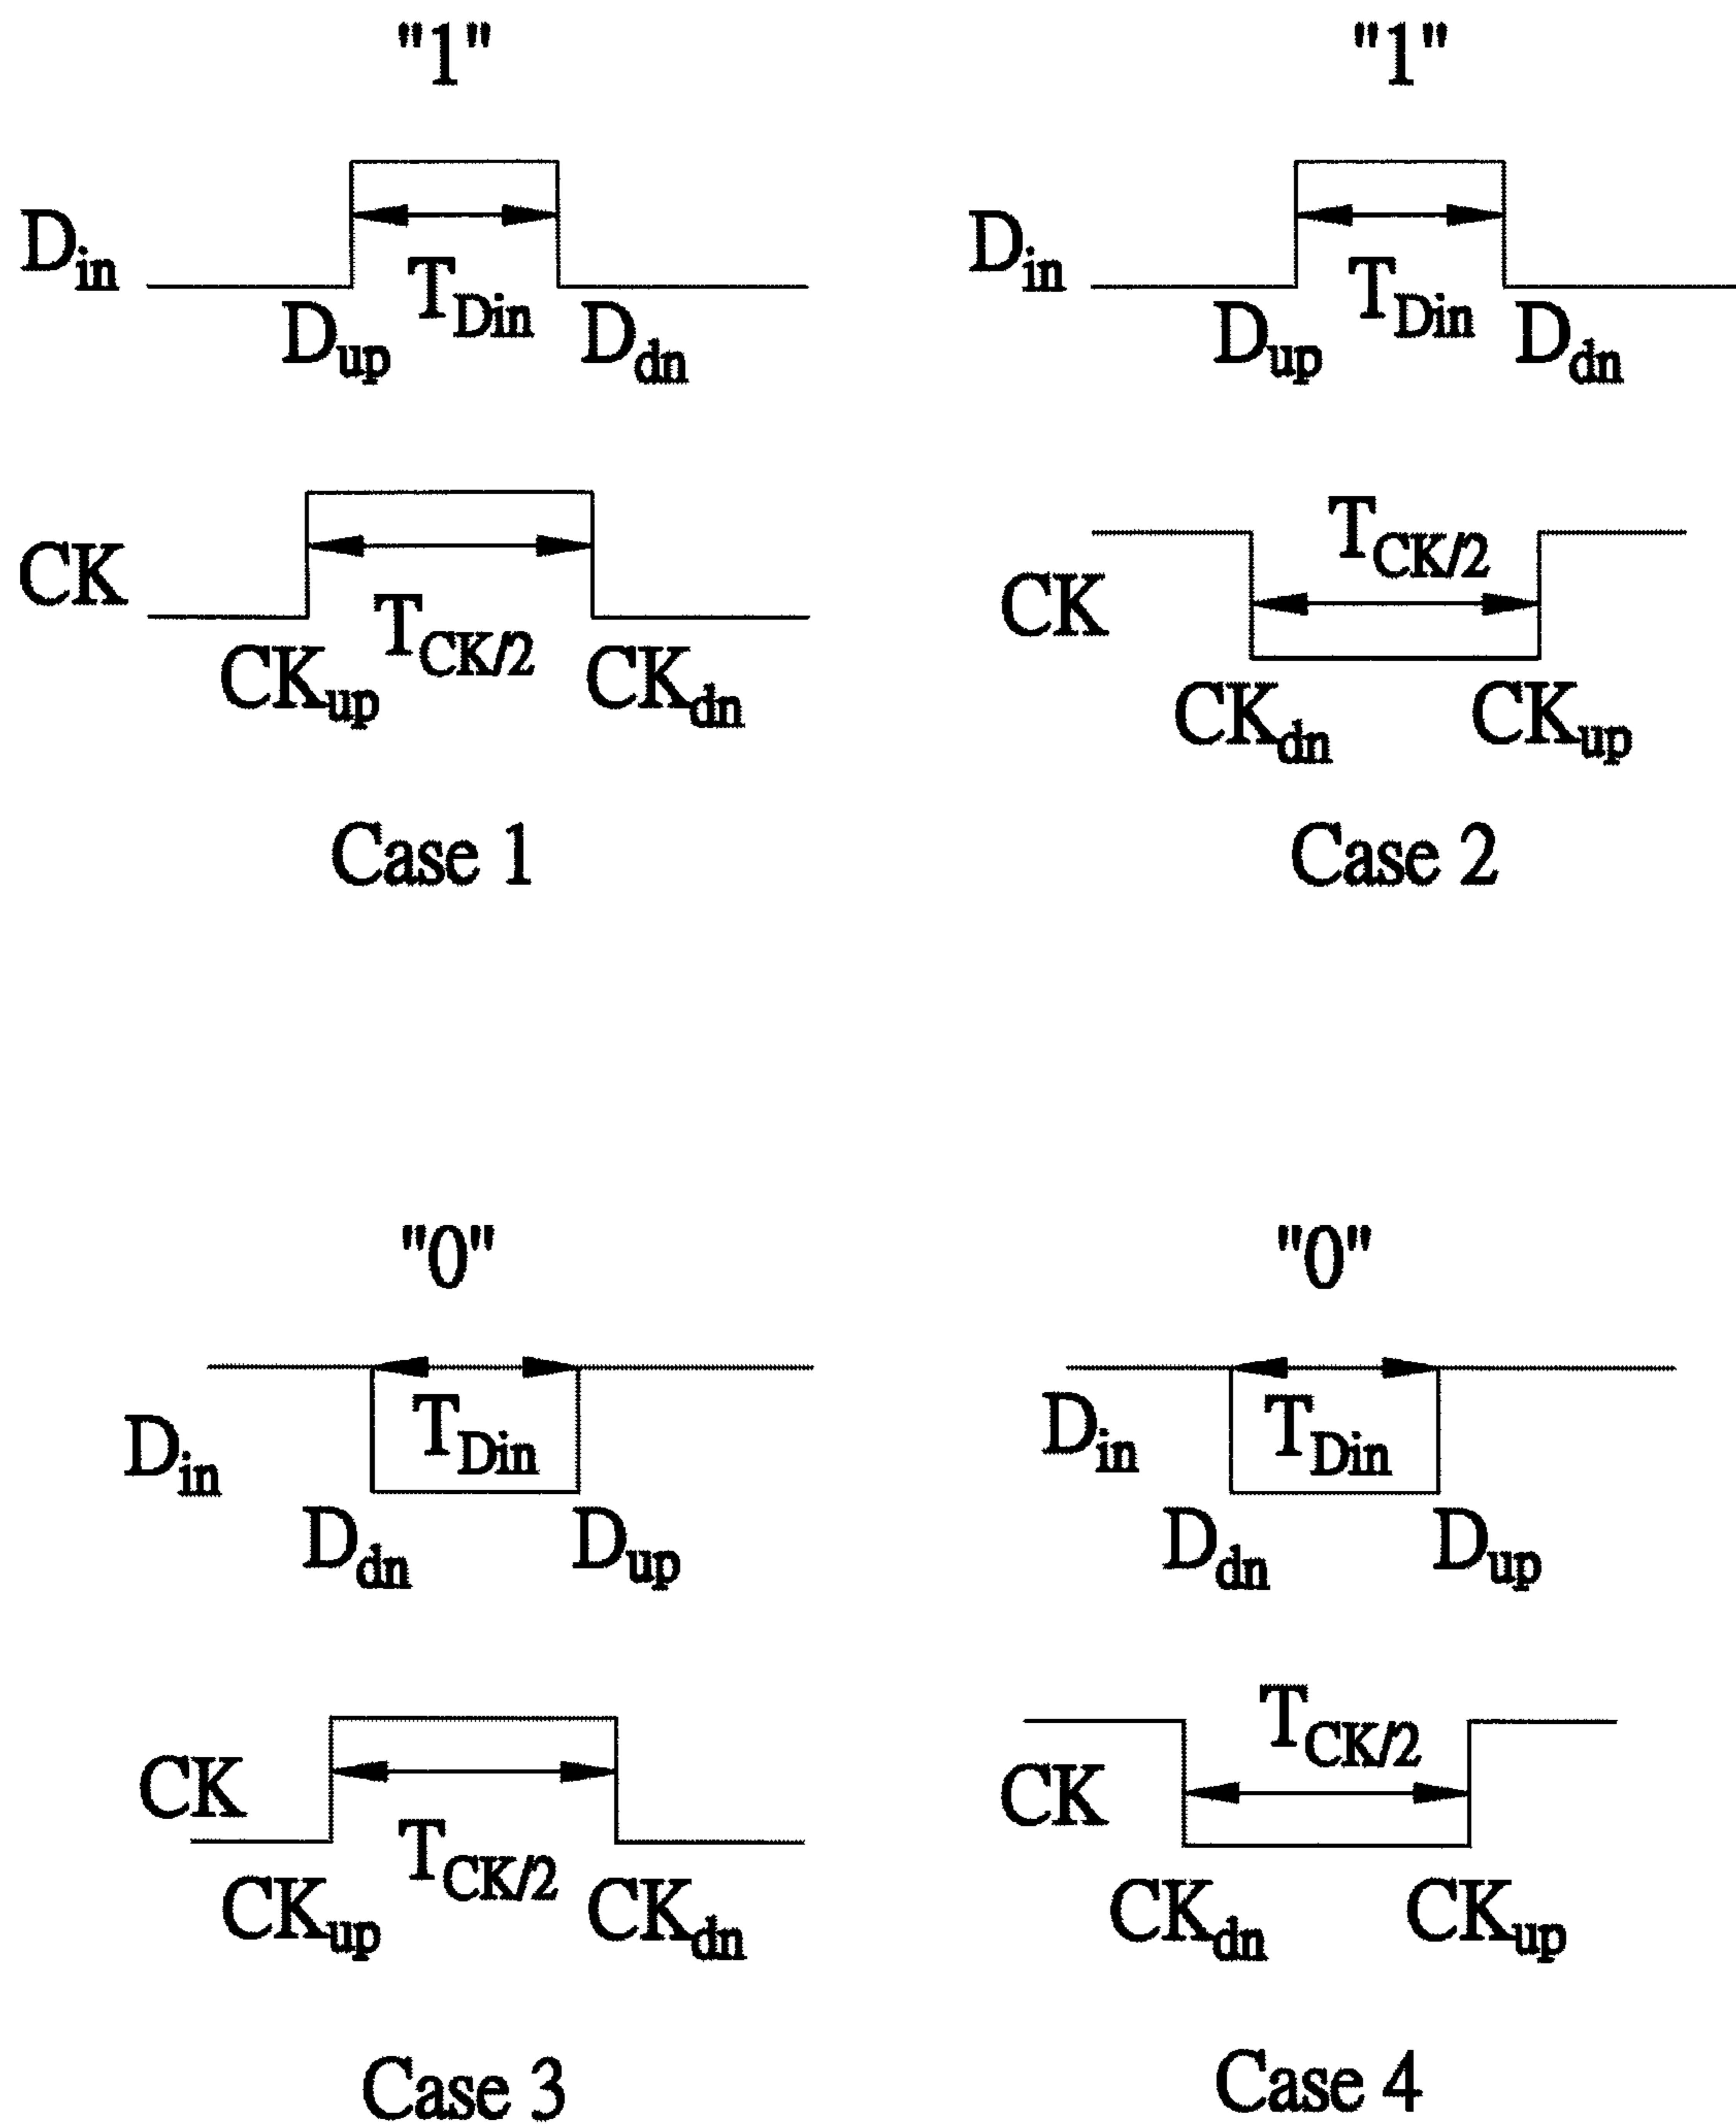 "1"
D_in
T_Din
D_up
D_dn
CK
T_CK/2
CK_up
CK_dn
Case 1
"1"
D_in
T_Din
D_up
D_dn
T_CK/2
CK
CK_dn
CK_up
Case 2
"0"
T_Din
D_in
D_dn
D_up
CK
T_CK/2
CK_up
CK_dn
Case 3
"0"
D_in
T_Din
D_dn
D_up
T_CK/2
CK
CK_dn
CK_up
Case 4